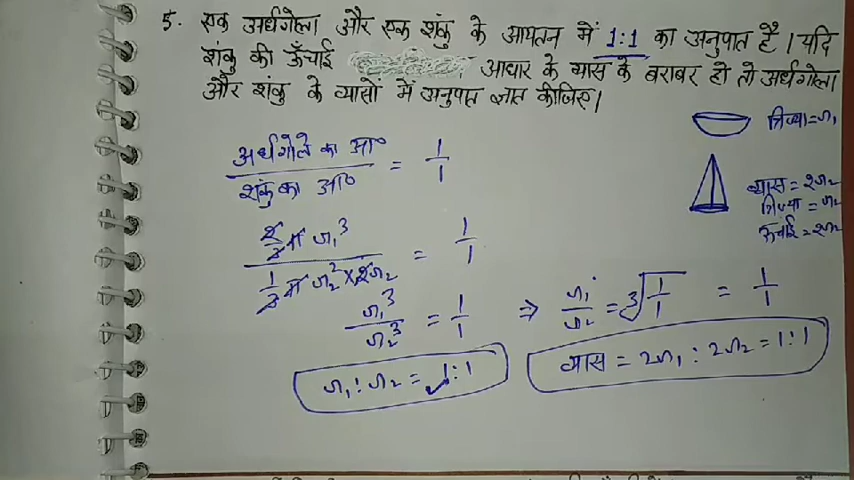 5. एक अर्धगोला और एक शंकु के आयतन में 1:1 का अनुपात है। यदि
शंकु की ऊँचाई आधार के व्यास के बराबर हो तो अर्धगोला
और शंकु के व्यासों में अनुपात ज्ञात कीजिए।
त्रिज्या = r₁
व्यास = 2r₂
त्रिज्या = r₂
ऊंचाई = 2r₂
अर्धगोले का आ० / शंकु का आ० = 1/1
2/3 π r₁³ / 1/3 π r₂² × 2r₂ = 1/1
r₁³ / r₂³ = 1/1 ⇒ r₁/r₂ = ³√1/1 = 1/1
r₁ : r₂ = 1:1
व्यास = 2r₁ : 2r₂ = 1:1